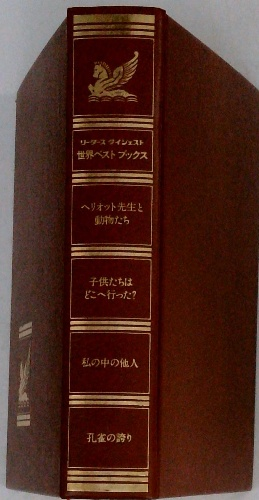 リーダーズ ダイジェスト
世界ベストブックス
ヘリオット先生と
動物たち
子供たちは
どこへ行った?
私の中の他人
孔雀の誇り